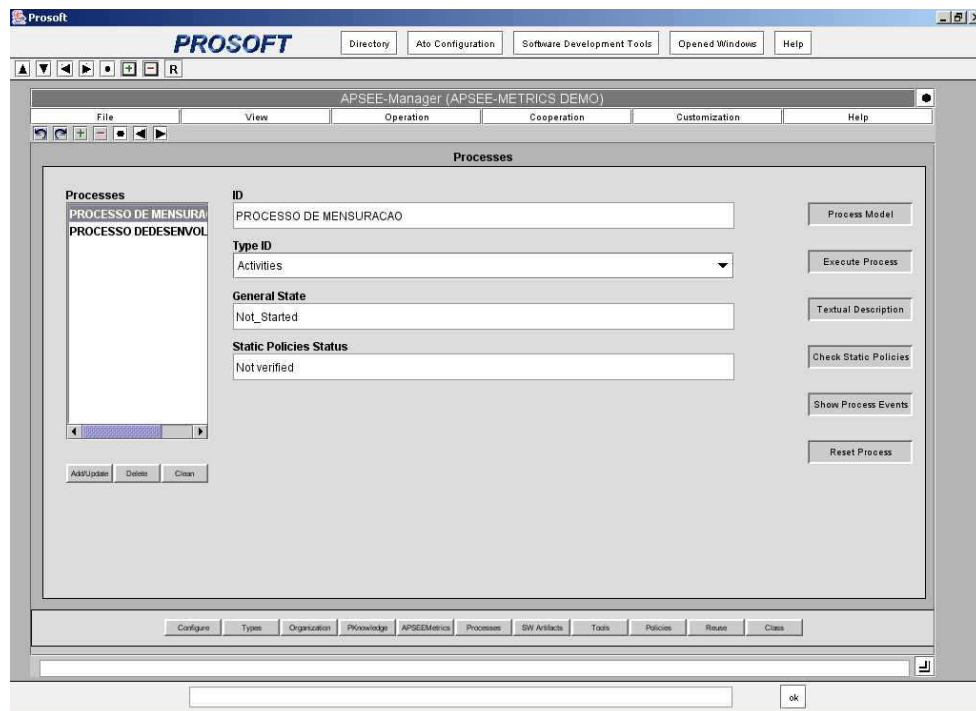 Prosoft
PROSOFT
Directory
Ato Configuration
Software Development Tools
Opened Windows
Help
R
APSEE-Manager (APSEE-METRICS DEMO)
File
View
Operation
Cooperation
Customization
Help
Processes
Processes
PROCESSO DE MENSURA
PROCESSO DEDESENVOL
ID
PROCESSO DE MENSURACAO
Type ID
Activities
General State
Not_Started
Static Policies Status
Not verified
Process Model
Execute Process
Textual Description
Check Static Policies
Show Process Events
Reset Process
Add/Update
Delete
Clean
Configure
Types
Organization
PKnowledge
APSEEMetrics
Processes
SW Artifacts
Tools
Policies
Reuse
Class
ok